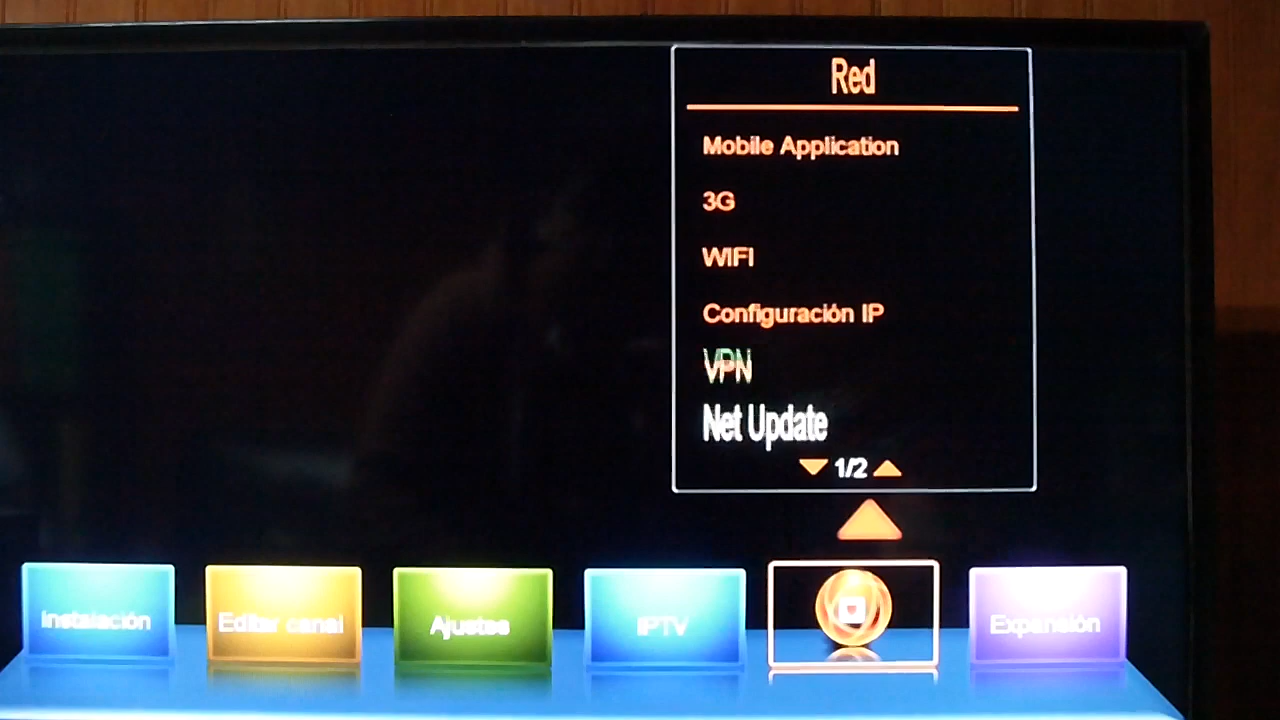 Red
Mobile Application
3G
WIFI
Configuración IP
VPN
Net Update
1/2
Instalación
Editar canal
Ajustes
IPTV
Expansión